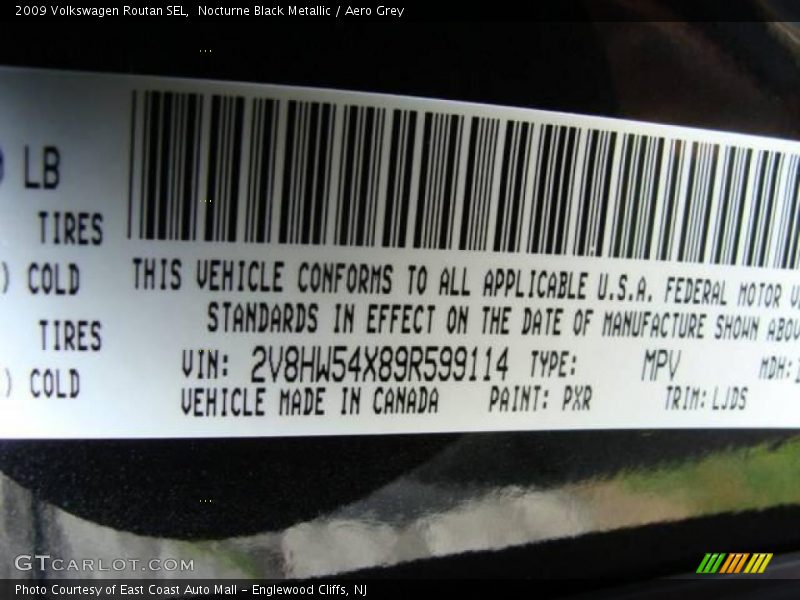 2009 Volkswagen Routan SEL,  Nocturne Black Metallic / Aero Grey
LB
TIRES
) COLD
TIRES
) COLD
THIS VEHICLE CONFORMS TO ALL APPLICABLE U.S.A. FEDERAL MOTOR
STANDARDS IN EFFECT ON THE DATE OF MANUFACTURE SHOWN
VIN: 2V8HW54X89R599114 TYPE: MPV MDH:
VEHICLE MADE IN CANADA PAINT: PXR TRIM: LJDS
GTCARLOT.COM
Photo Courtesy of East Coast Auto Mall - Englewood Cliffs, NJ